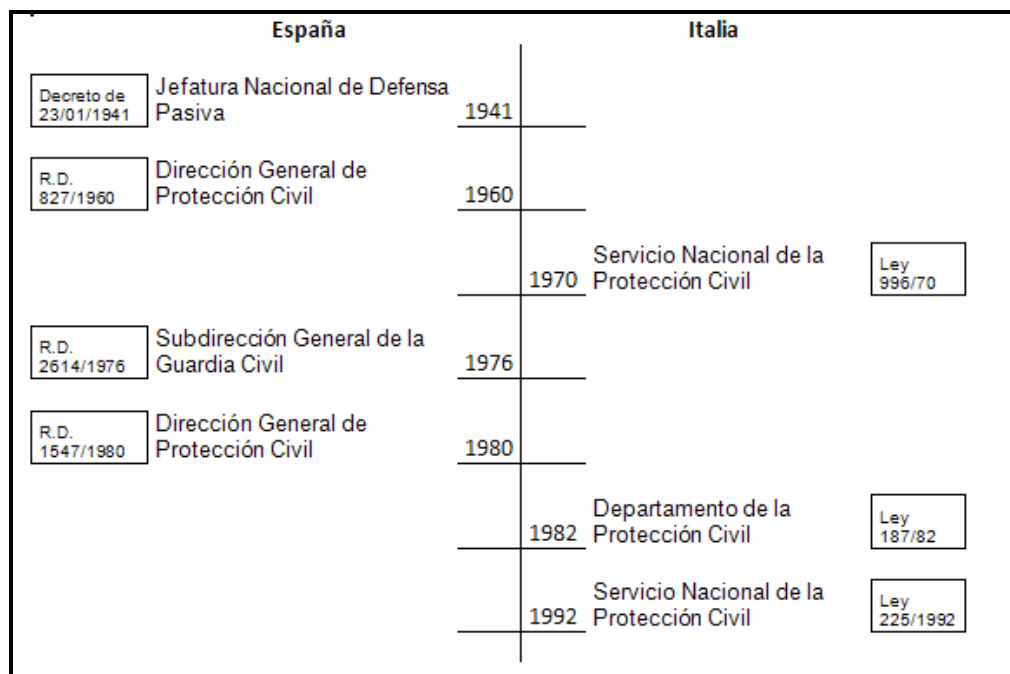 España
Italia
Decreto de
23/01/1941
Jefatura Nacional de Defensa
Pasiva
1941
R.D.
827/1960
Dirección General de
Protección Civil
1960
Servicio Nacional de la
1970 Protección Civil
Ley
996/70
R.D.
2614/1976
Subdirección General de la
Guardia Civil
1976
R.D.
1547/1980
Dirección General de
Protección Civil
1980
Departamento de la
1982 Protección Civil
Ley
187/82
Servicio Nacional de la
1992 Protección Civil
Ley
225/1992